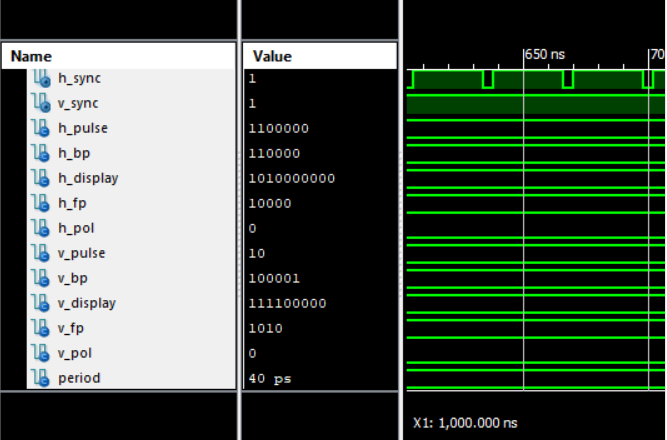 Name Value
650 ns 70
h_sync 1
v_sync 1
h_pulse 1100000
h_bp 110000
h_display 1010000000
h_fp 10000
h_pol 0
v_pulse 10
v_bp 100001
v_display 111100000
v_fp 1010
v_pol 0
period 40 ps
X1: 1,000.000 ns